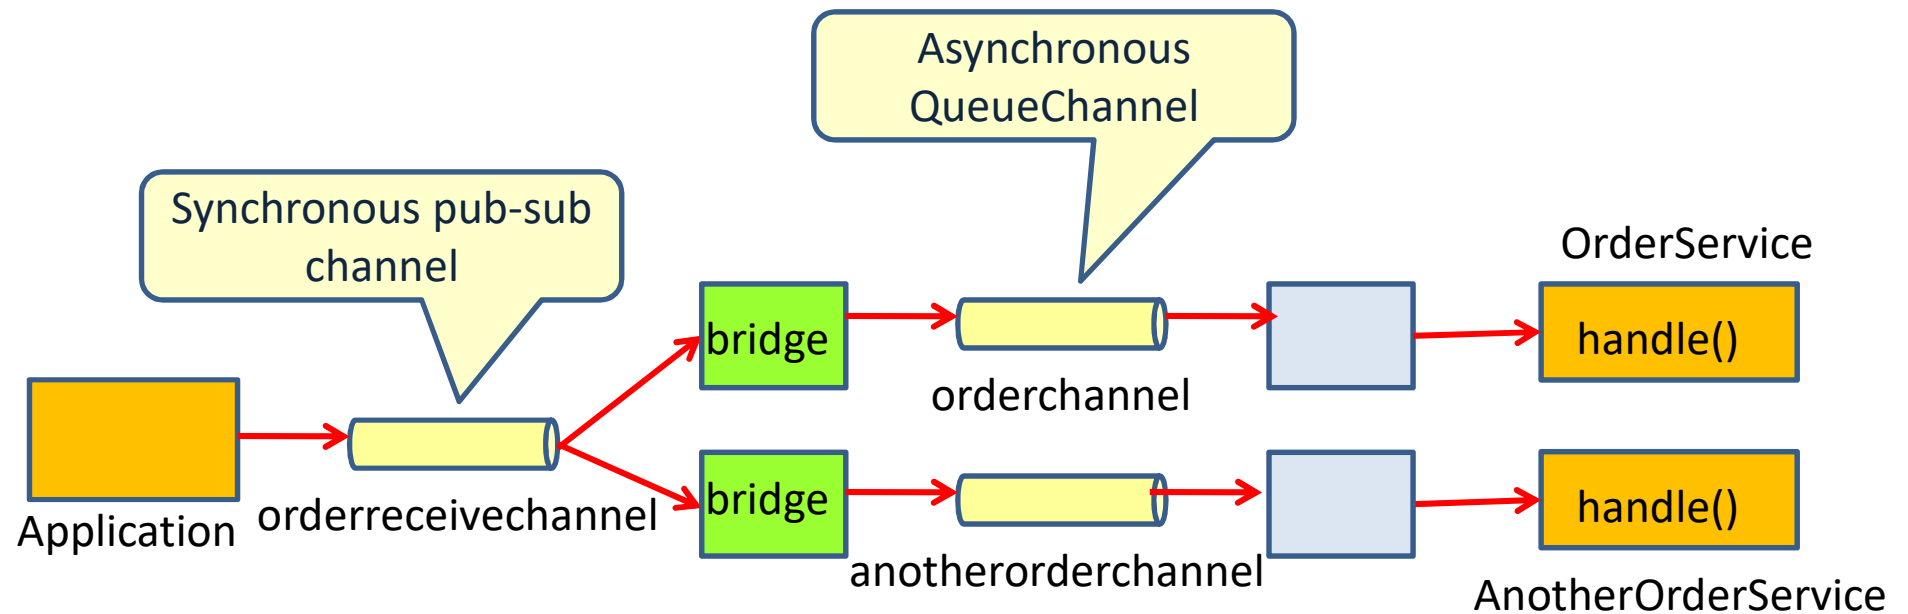 Asynchronous
QueueChannel
Synchronous pub-sub
channel
OrderService
bridge
handle()
orderchannel
Application
orderreceivechannel
bridge
handle()
anotherorderchannel
AnotherOrderService